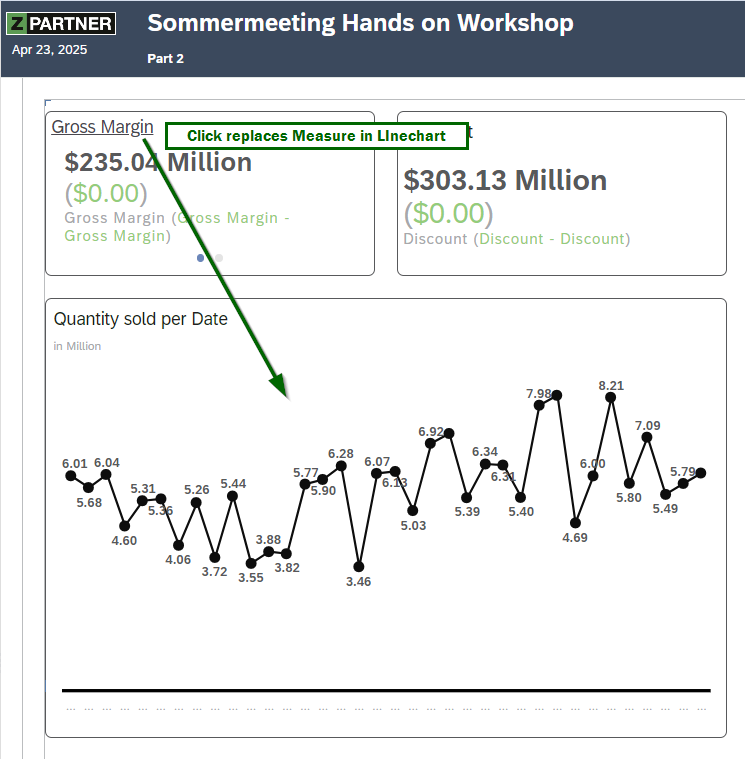 Z PARTNER
Sommermeeting Hands on Workshop
Apr 23, 2025
Part 2
Gross Margin
Click replaces Measure in LInechart
t
$235.04 Million
($0.00)
Gross Margin (Gross Margin -
Gross Margin)
$303.13 Million
($0.00)
Discount (Discount - Discount)
Quantity sold per Date
in Million
6.01
5.68
6.04
4.60
5.31
5.36
4.06
5.26
3.72
5.44
3.55
3.88
3.82
5.77
5.90
6.28
3.46
6.07
6.13
5.03
6.92
5.39
6.34
6.31
5.40
7.98
4.69
6.00
8.21
5.80
7.09
5.49
5.79
... ... ... ... ... ... ... ... ... ... ... ... ... ... ... ... ... ... ... ... ... ... ... ... ... ... ... ... ... ... ... ... ... ... ... ...